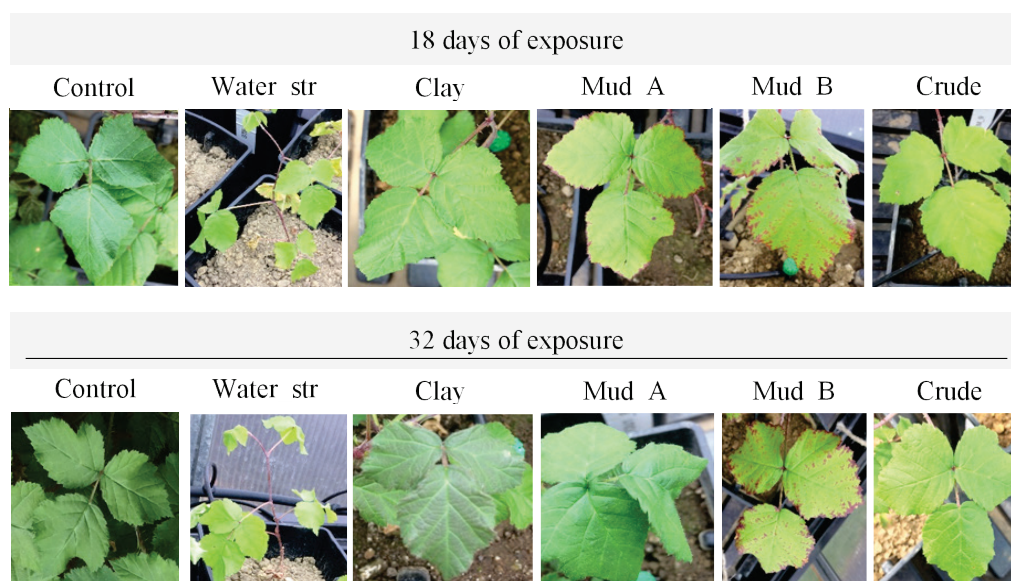 18 days of exposure
Control Water str Clay Mud A Mud B Crude
32 days of exposure
Control Water str Clay Mud A Mud B Crude